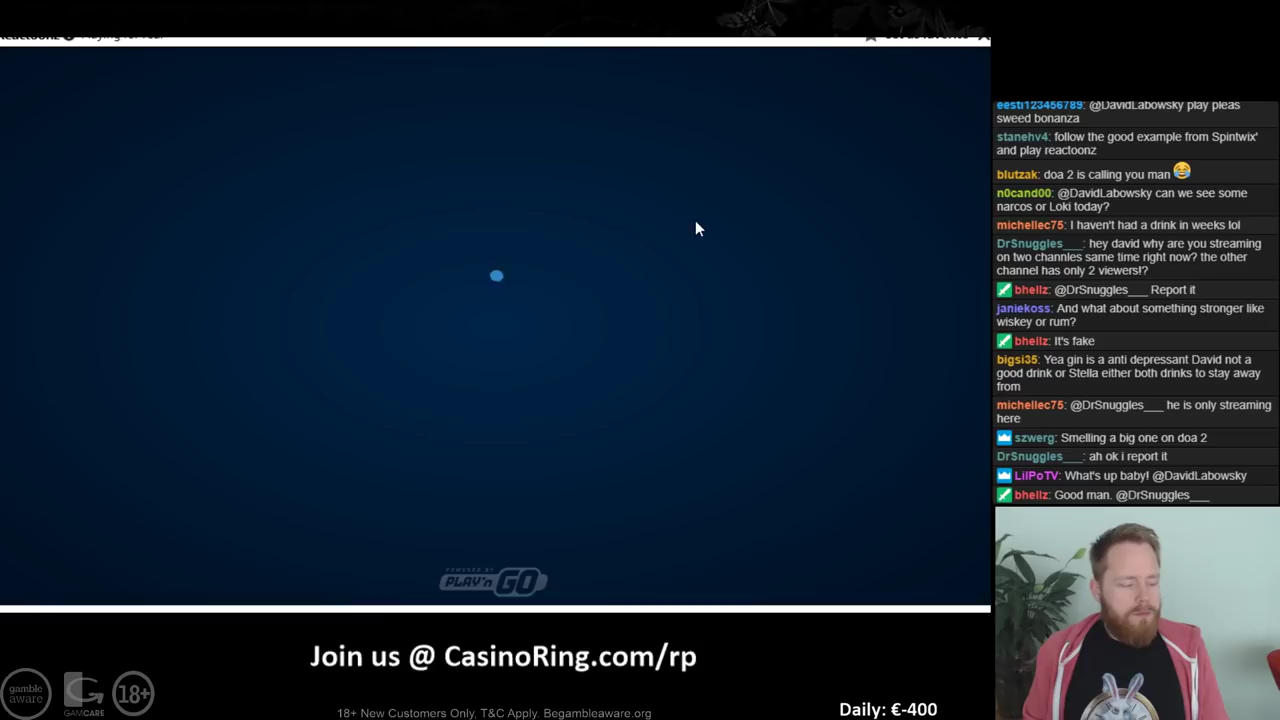 Reactoonz
Playing for real
Set as favorite
eesti123456789: @DavidLabowsky play pleas
sweed bonanza
stanehv4: follow the good example from Spintwix'
and play reactoonz
blutzak: doa 2 is calling you man
n0cand00: @DavidLabowsky can we see some
narcos or Loki today?
michellec75: I haven't had a drink in weeks lol
DrSnuggles___: hey david why are you streaming
on two channles same time right now? the other
channel has only 2 viewers!?
bhellz: @DrSnuggles___ Report it
janiekoss: And what about something stronger like
wiskey or rum?
bhellz: It's fake
bigsi35: Yea gin is a anti depressant David not a
good drink or Stella either both drinks to stay away
from
michellec75: @DrSnuggles___ he is only streaming
here
szwerg: Smelling a big one on doa 2
DrSnuggles___: ah ok i report it
LilPoTV: What's up baby! @DavidLabowsky
bhellz: Good man. @DrSnuggles___
POWERED BY
PLAY'n GO
Join us @ CasinoRing.com/rp
gamble
aware
GAMCARE
18+
18+ New Customers Only, T&C Apply. Begambleaware.org
Daily: €-400